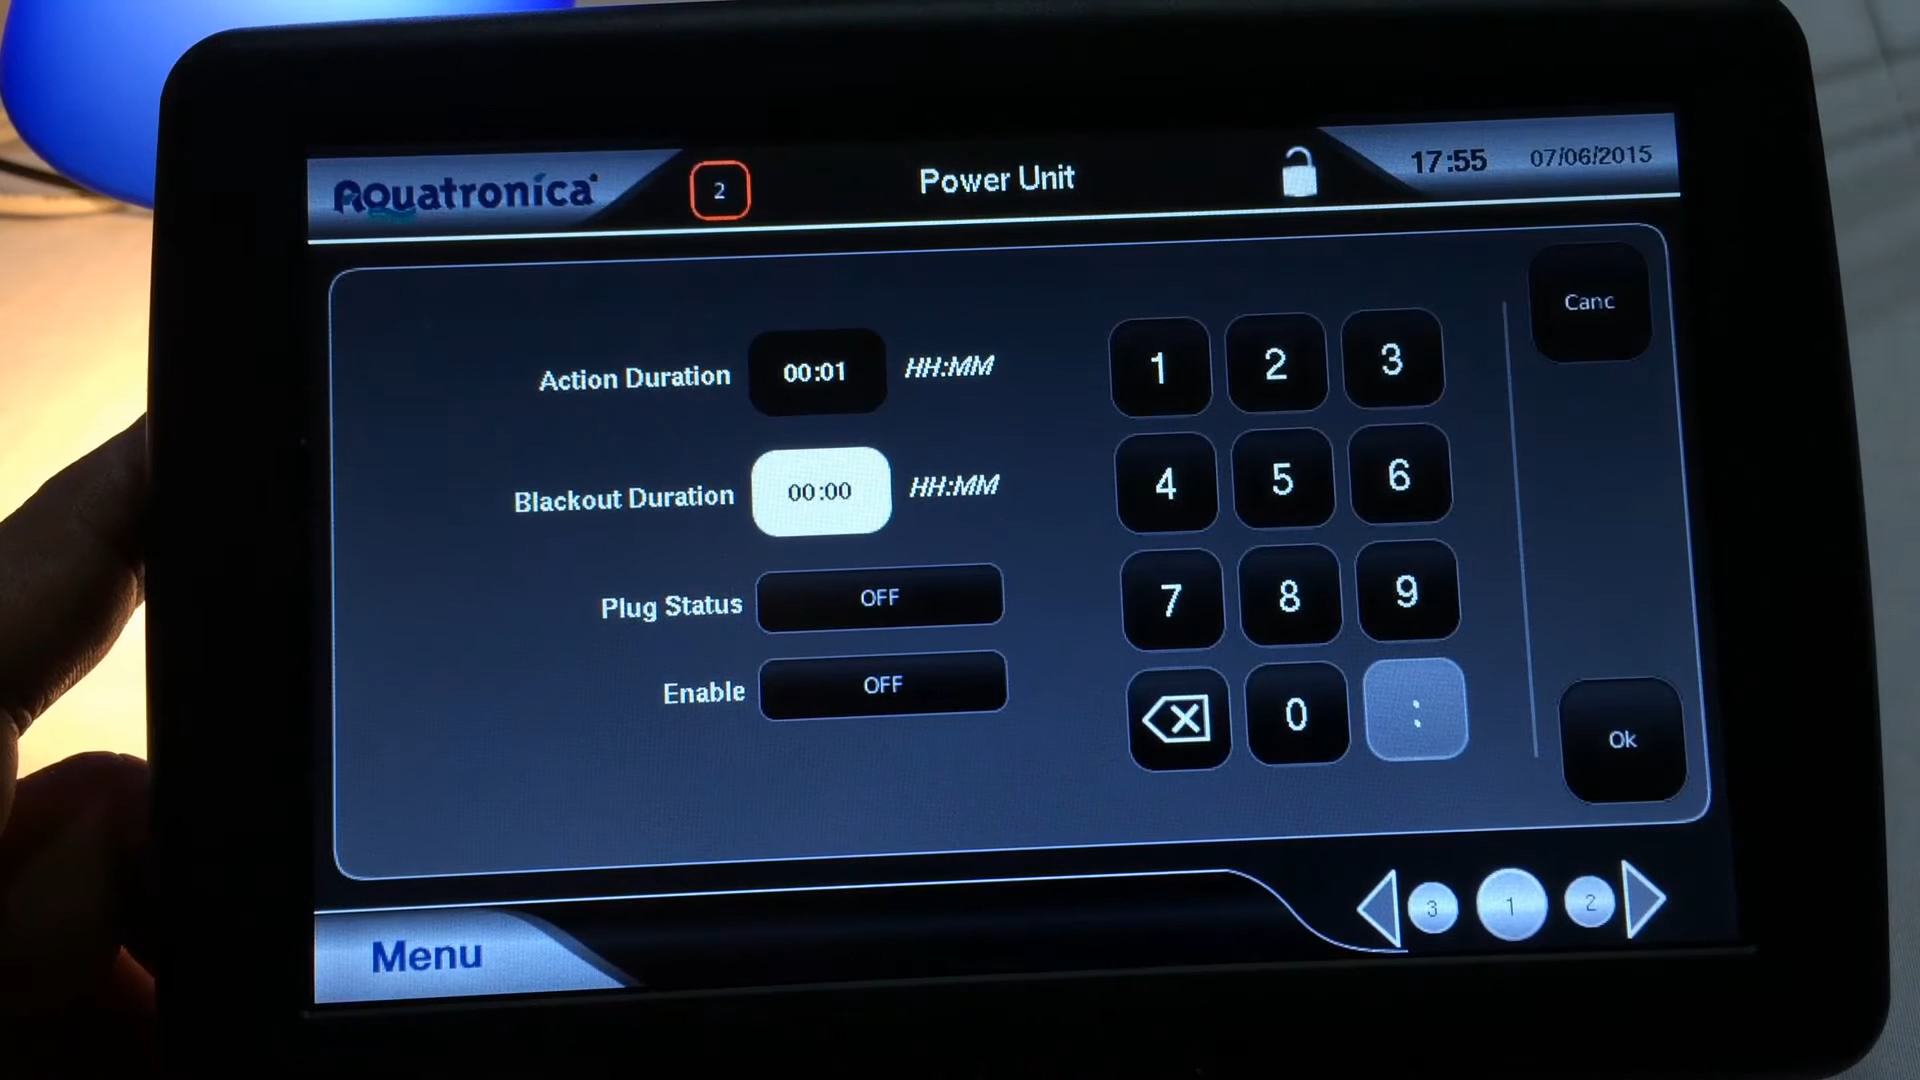 Aquatronica
2
Power Unit
17:55
07/06/2015
Canc
Action Duration 00:01 HH:MM
Blackout Duration 00:00 HH:MM
Plug Status OFF
Enable OFF
1 2 3
4 5 6
7 8 9
0 :
Ok
3 1 2
Menu